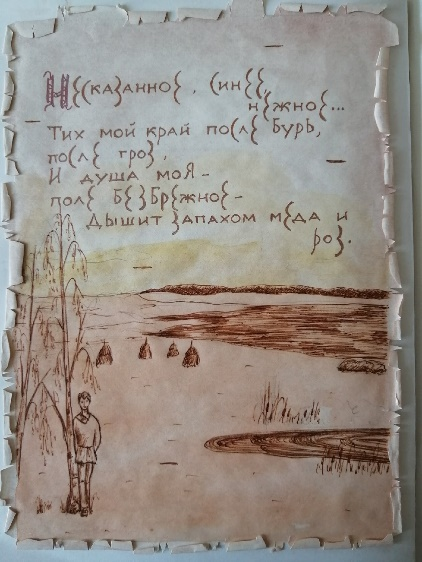 Несказанное, синее,
нежное...
Тих мой край после бурь,
после гроз,
И душа моя -
поле безбрежное -
Дышит запахом меда и
роз.